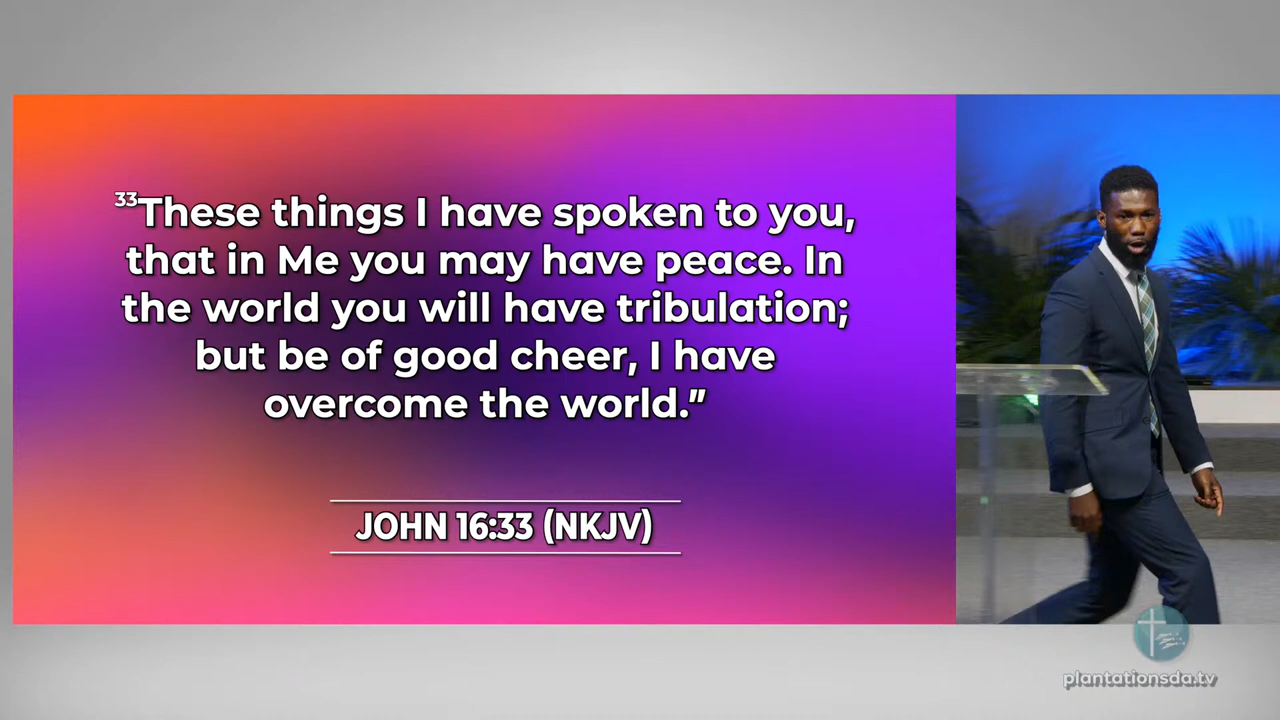 ³³These things I have spoken to you,
that in Me you may have peace. In
the world you will have tribulation;
but be of good cheer, I have
overcome the world.”
JOHN 16:33 (NKJV)
plantationsda.tv